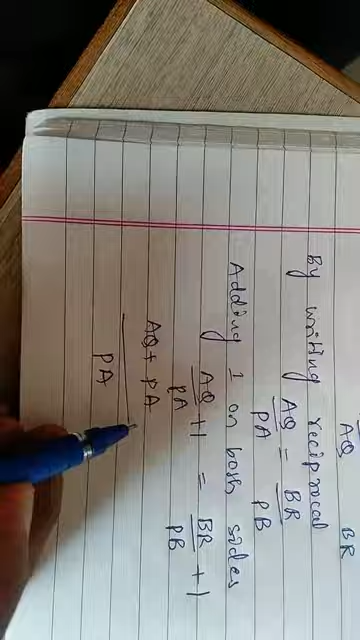 AQ BR
By writing reciprocal
AQ = BR
PA PB
Adding 1 on both sides
AQ + 1 = BR + 1
PA PB
AQ + PA
PA